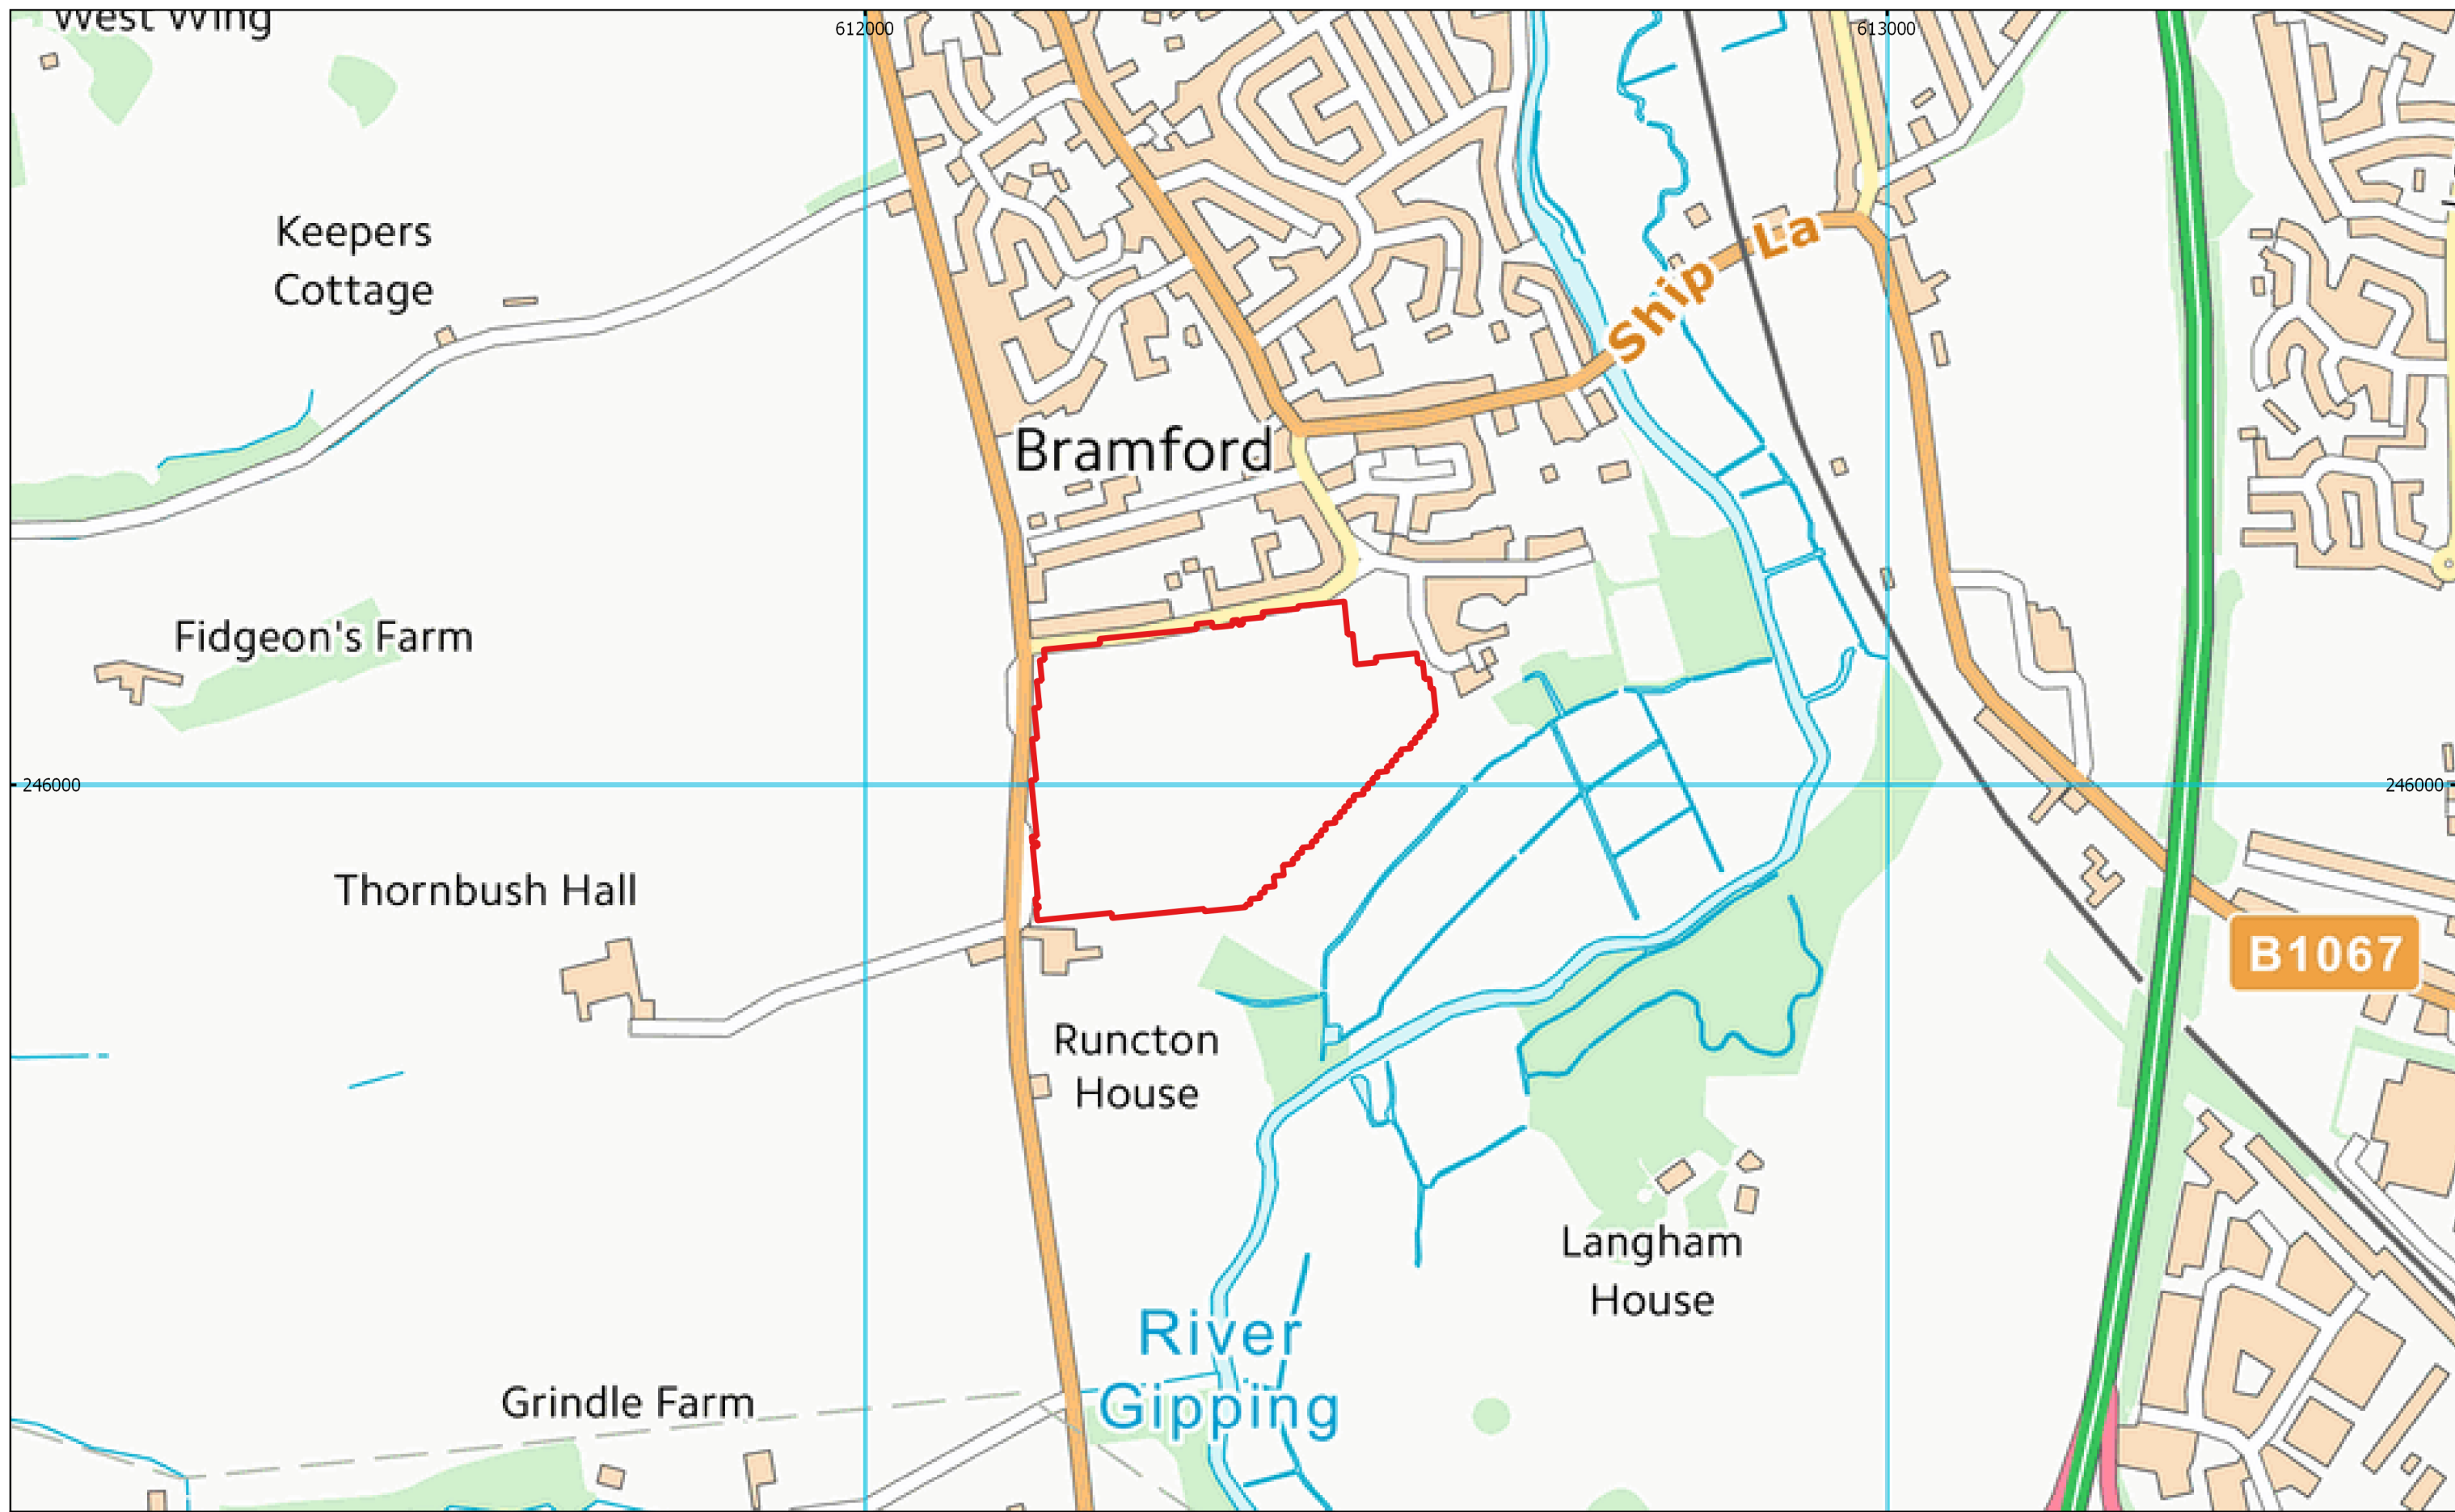 West Wing
612000
613000
Keepers
Cottage
Ship La
Bramford
Fidgeon's Farm
246000
246000
Thornbush Hall
B1067
Runcton
House
Langham
House
River
Gipping
Grindle Farm